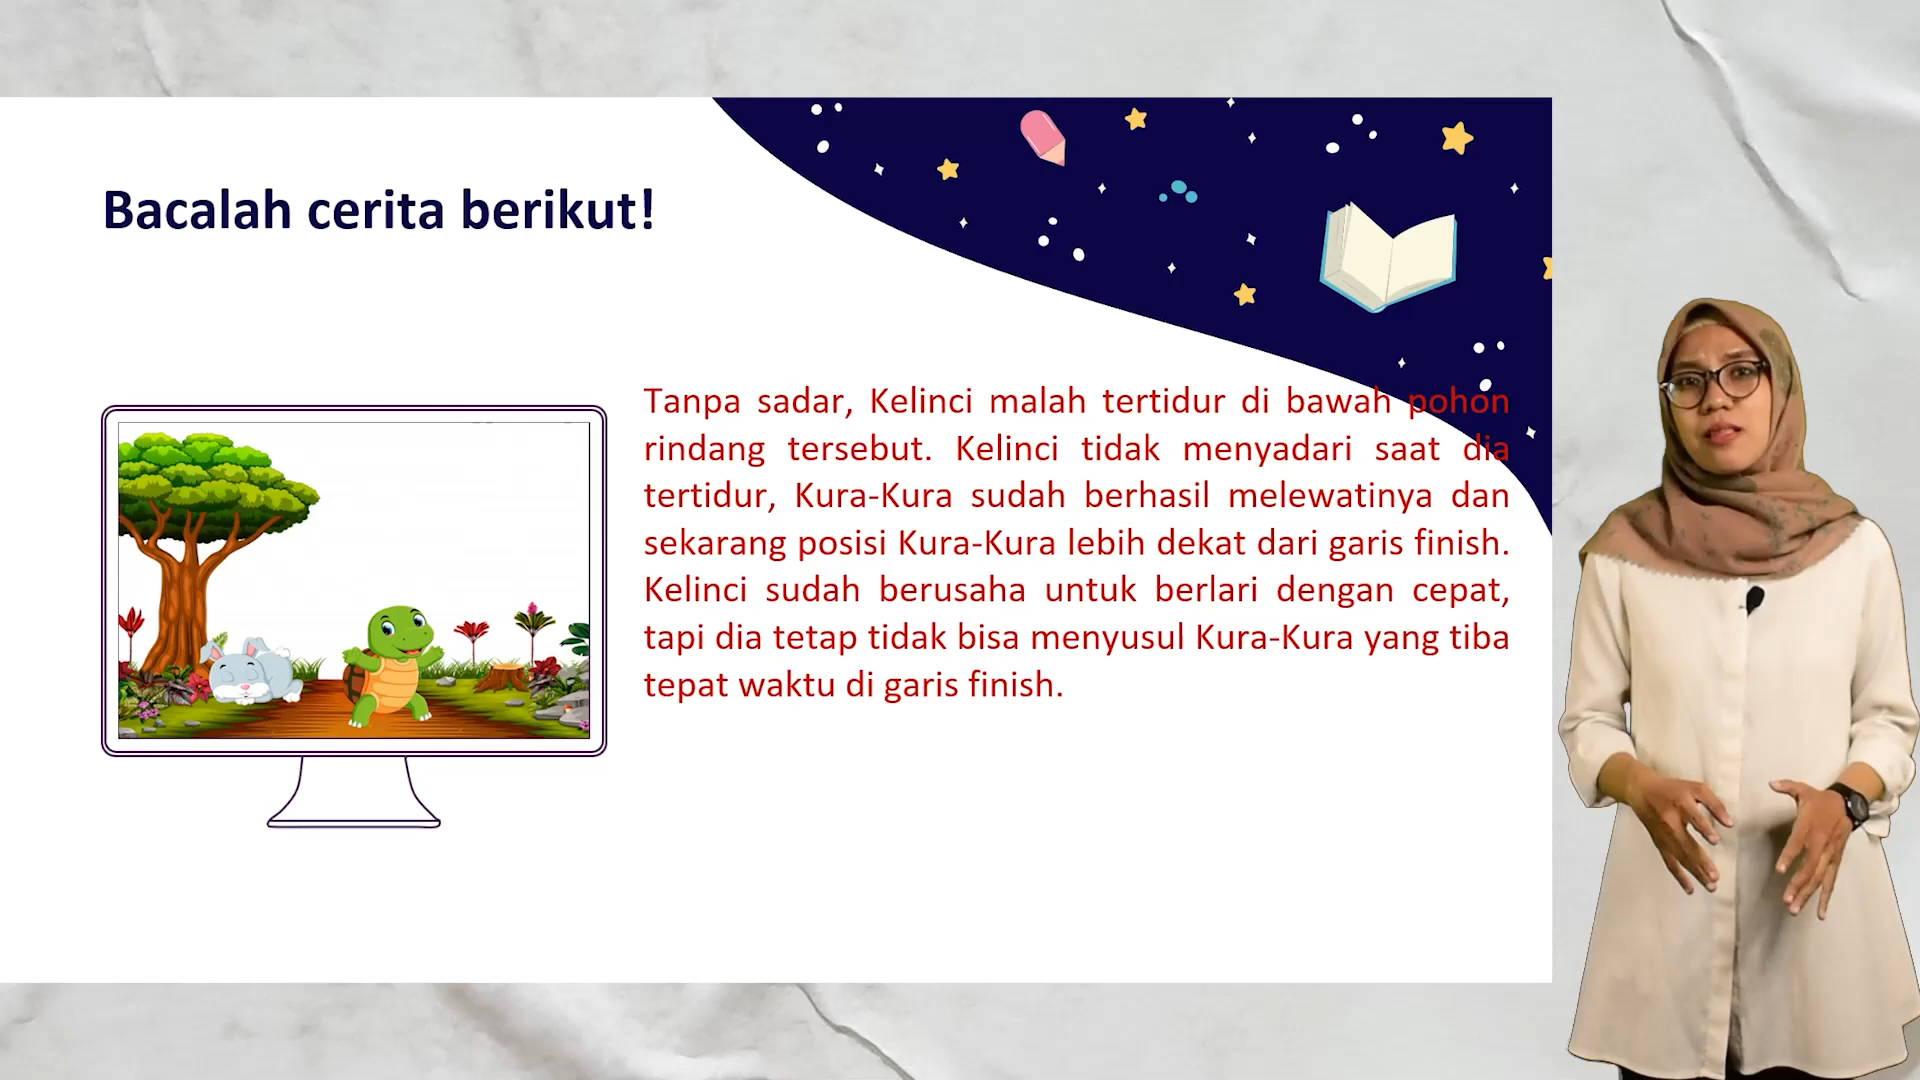 Bacalah cerita berikut!
Tanpa sadar, Kelinci malah tertidur di bawah pohon
rindang tersebut. Kelinci tidak menyadari saat dia
tertidur, Kura-Kura sudah berhasil melewatinya dan
sekarang posisi Kura-Kura lebih dekat dari garis finish.
Kelinci sudah berusaha untuk berlari dengan cepat,
tapi dia tetap tidak bisa menyusul Kura-Kura yang tiba
tepat waktu di garis finish.